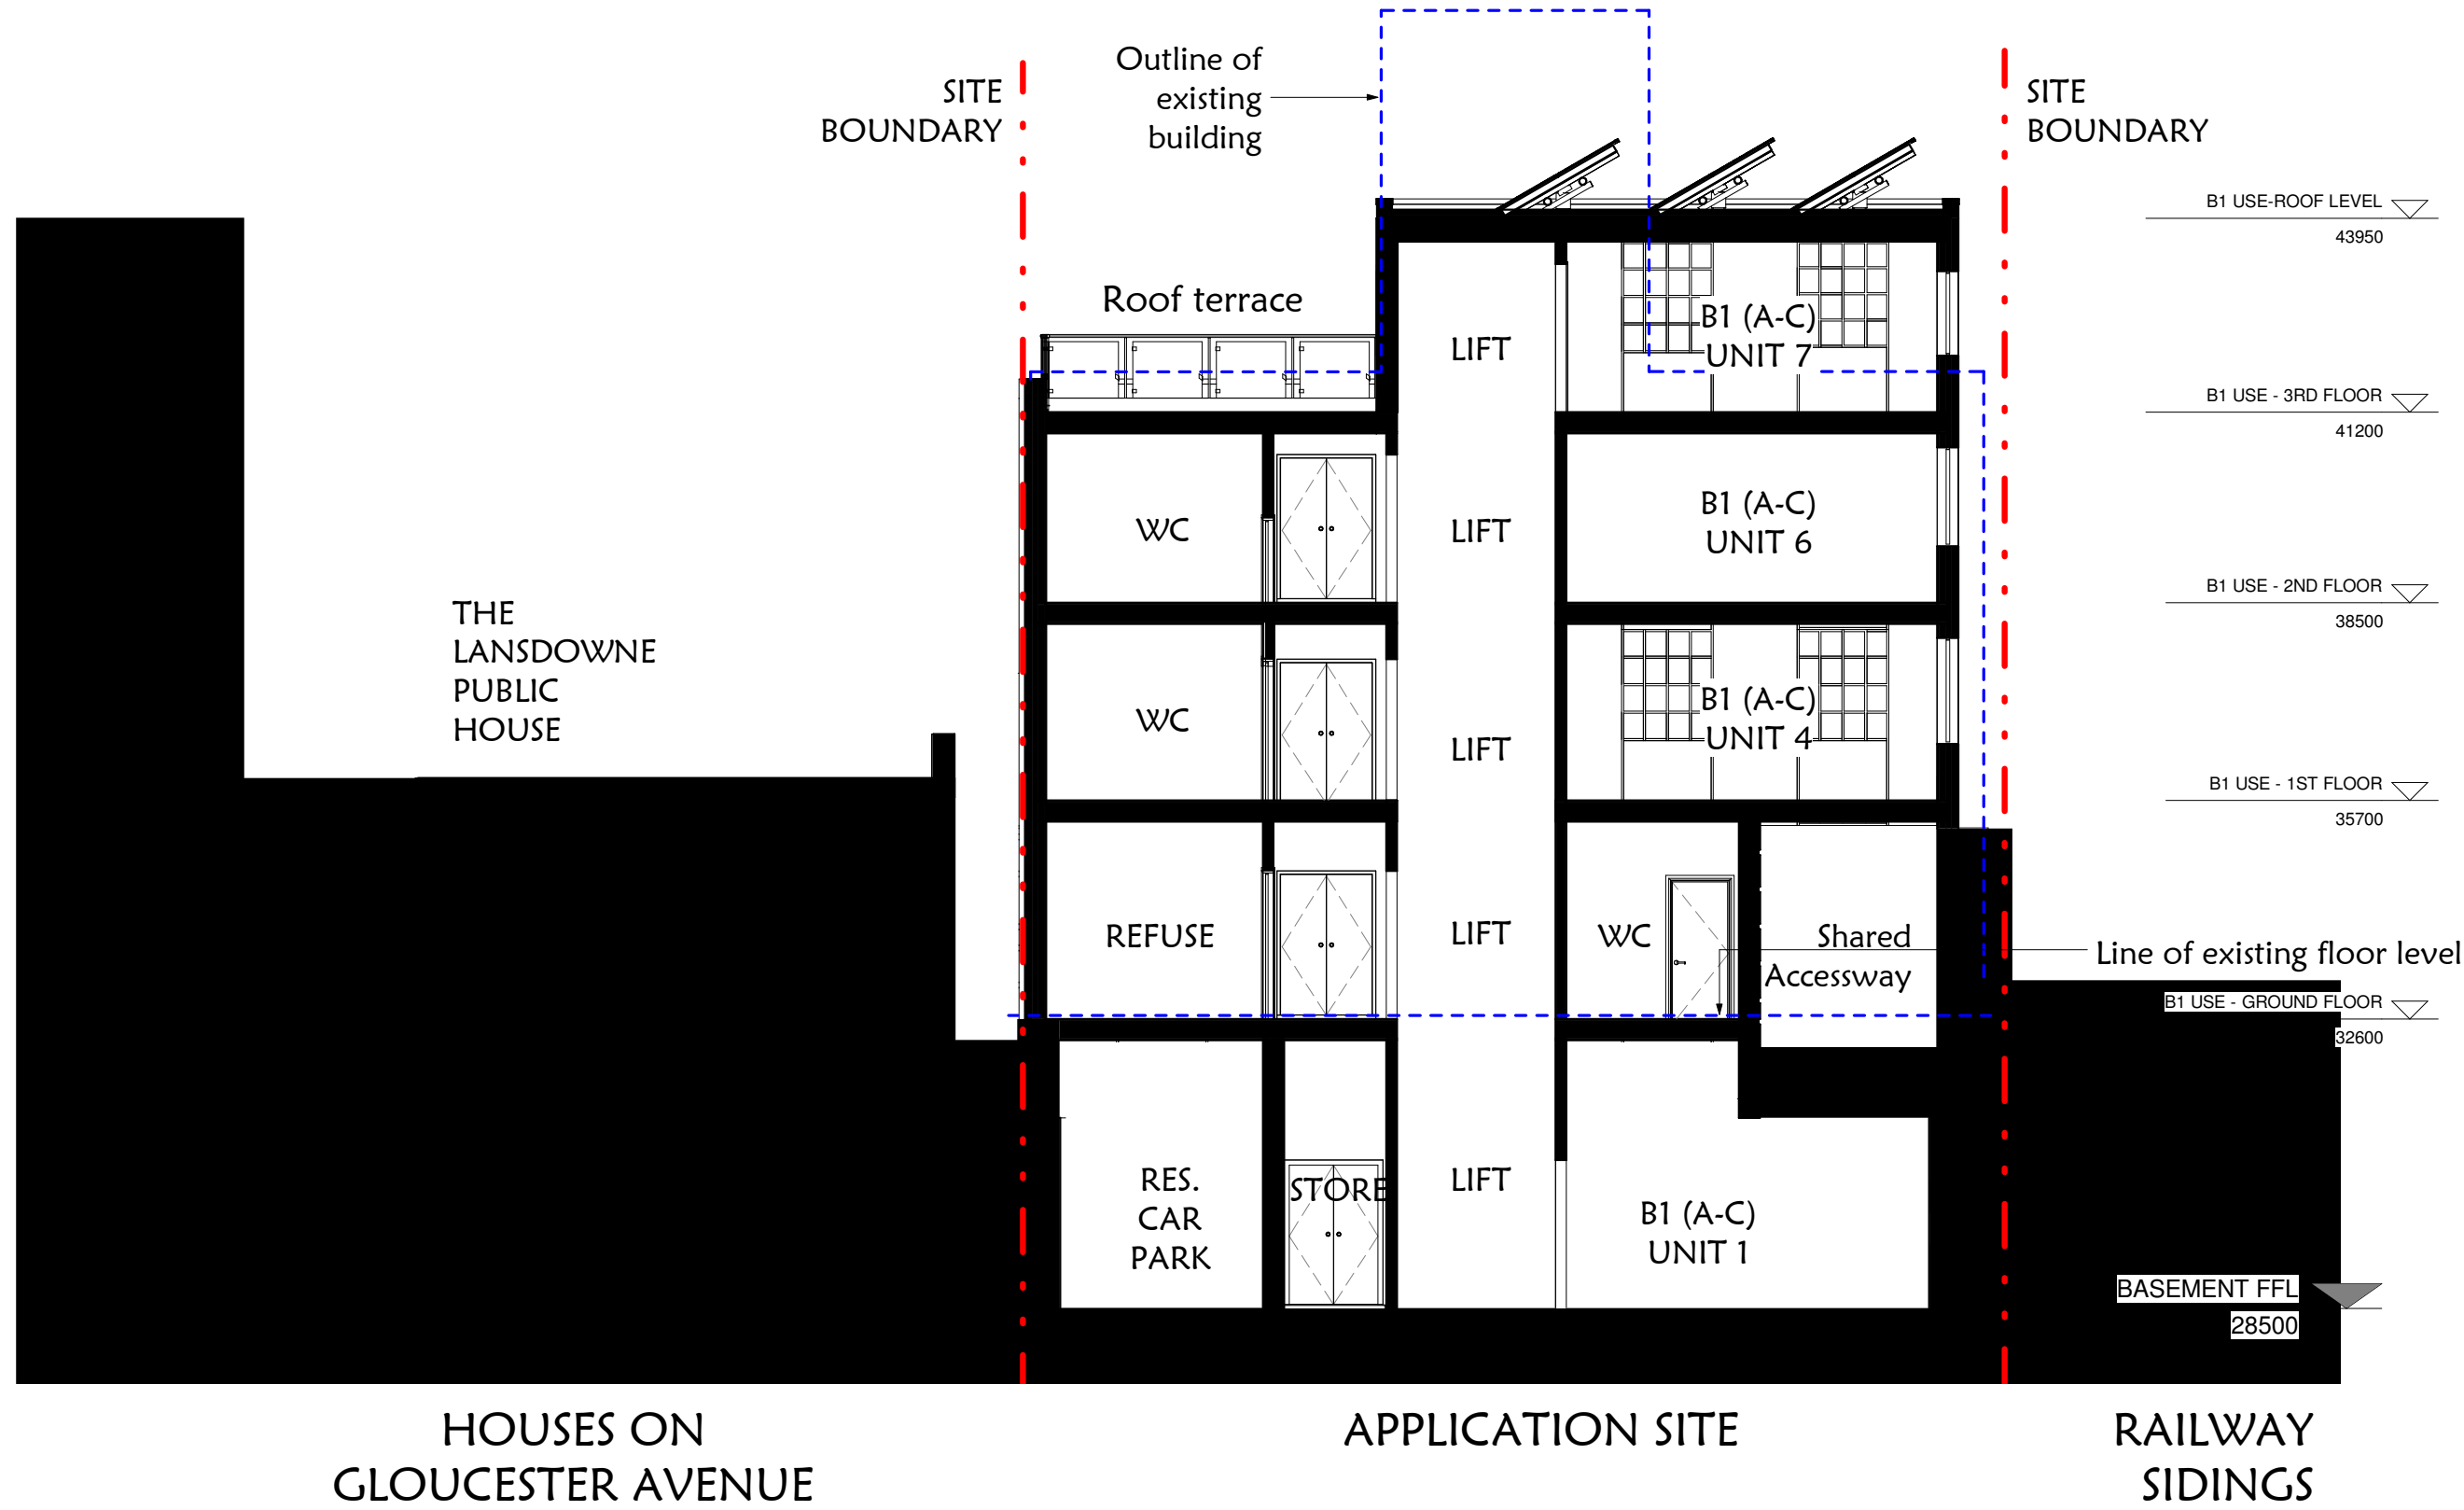 Outline of
existing
building
SITE
BOUNDARY
SITE
BOUNDARY
B1 USE-ROOF LEVEL
43950
Roof terrace
LIFT
B1 (A-C)
UNIT 7
B1 USE - 3RD FLOOR
41200
WC
LIFT
B1 (A-C)
UNIT 6
B1 USE - 2ND FLOOR
38500
THE
LANSDOWNE
PUBLIC
HOUSE
WC
LIFT
B1 (A-C)
UNIT 4
B1 USE - 1ST FLOOR
35700
REFUSE
LIFT
WC
Shared
Accessway
Line of existing floor level
B1 USE - GROUND FLOOR
32600
RES.
CAR
PARK
STORE
LIFT
B1 (A-C)
UNIT 1
BASEMENT FFL
28500
HOUSES ON
GLOUCESTER AVENUE
APPLICATION SITE
RAILWAY
SIDINGS